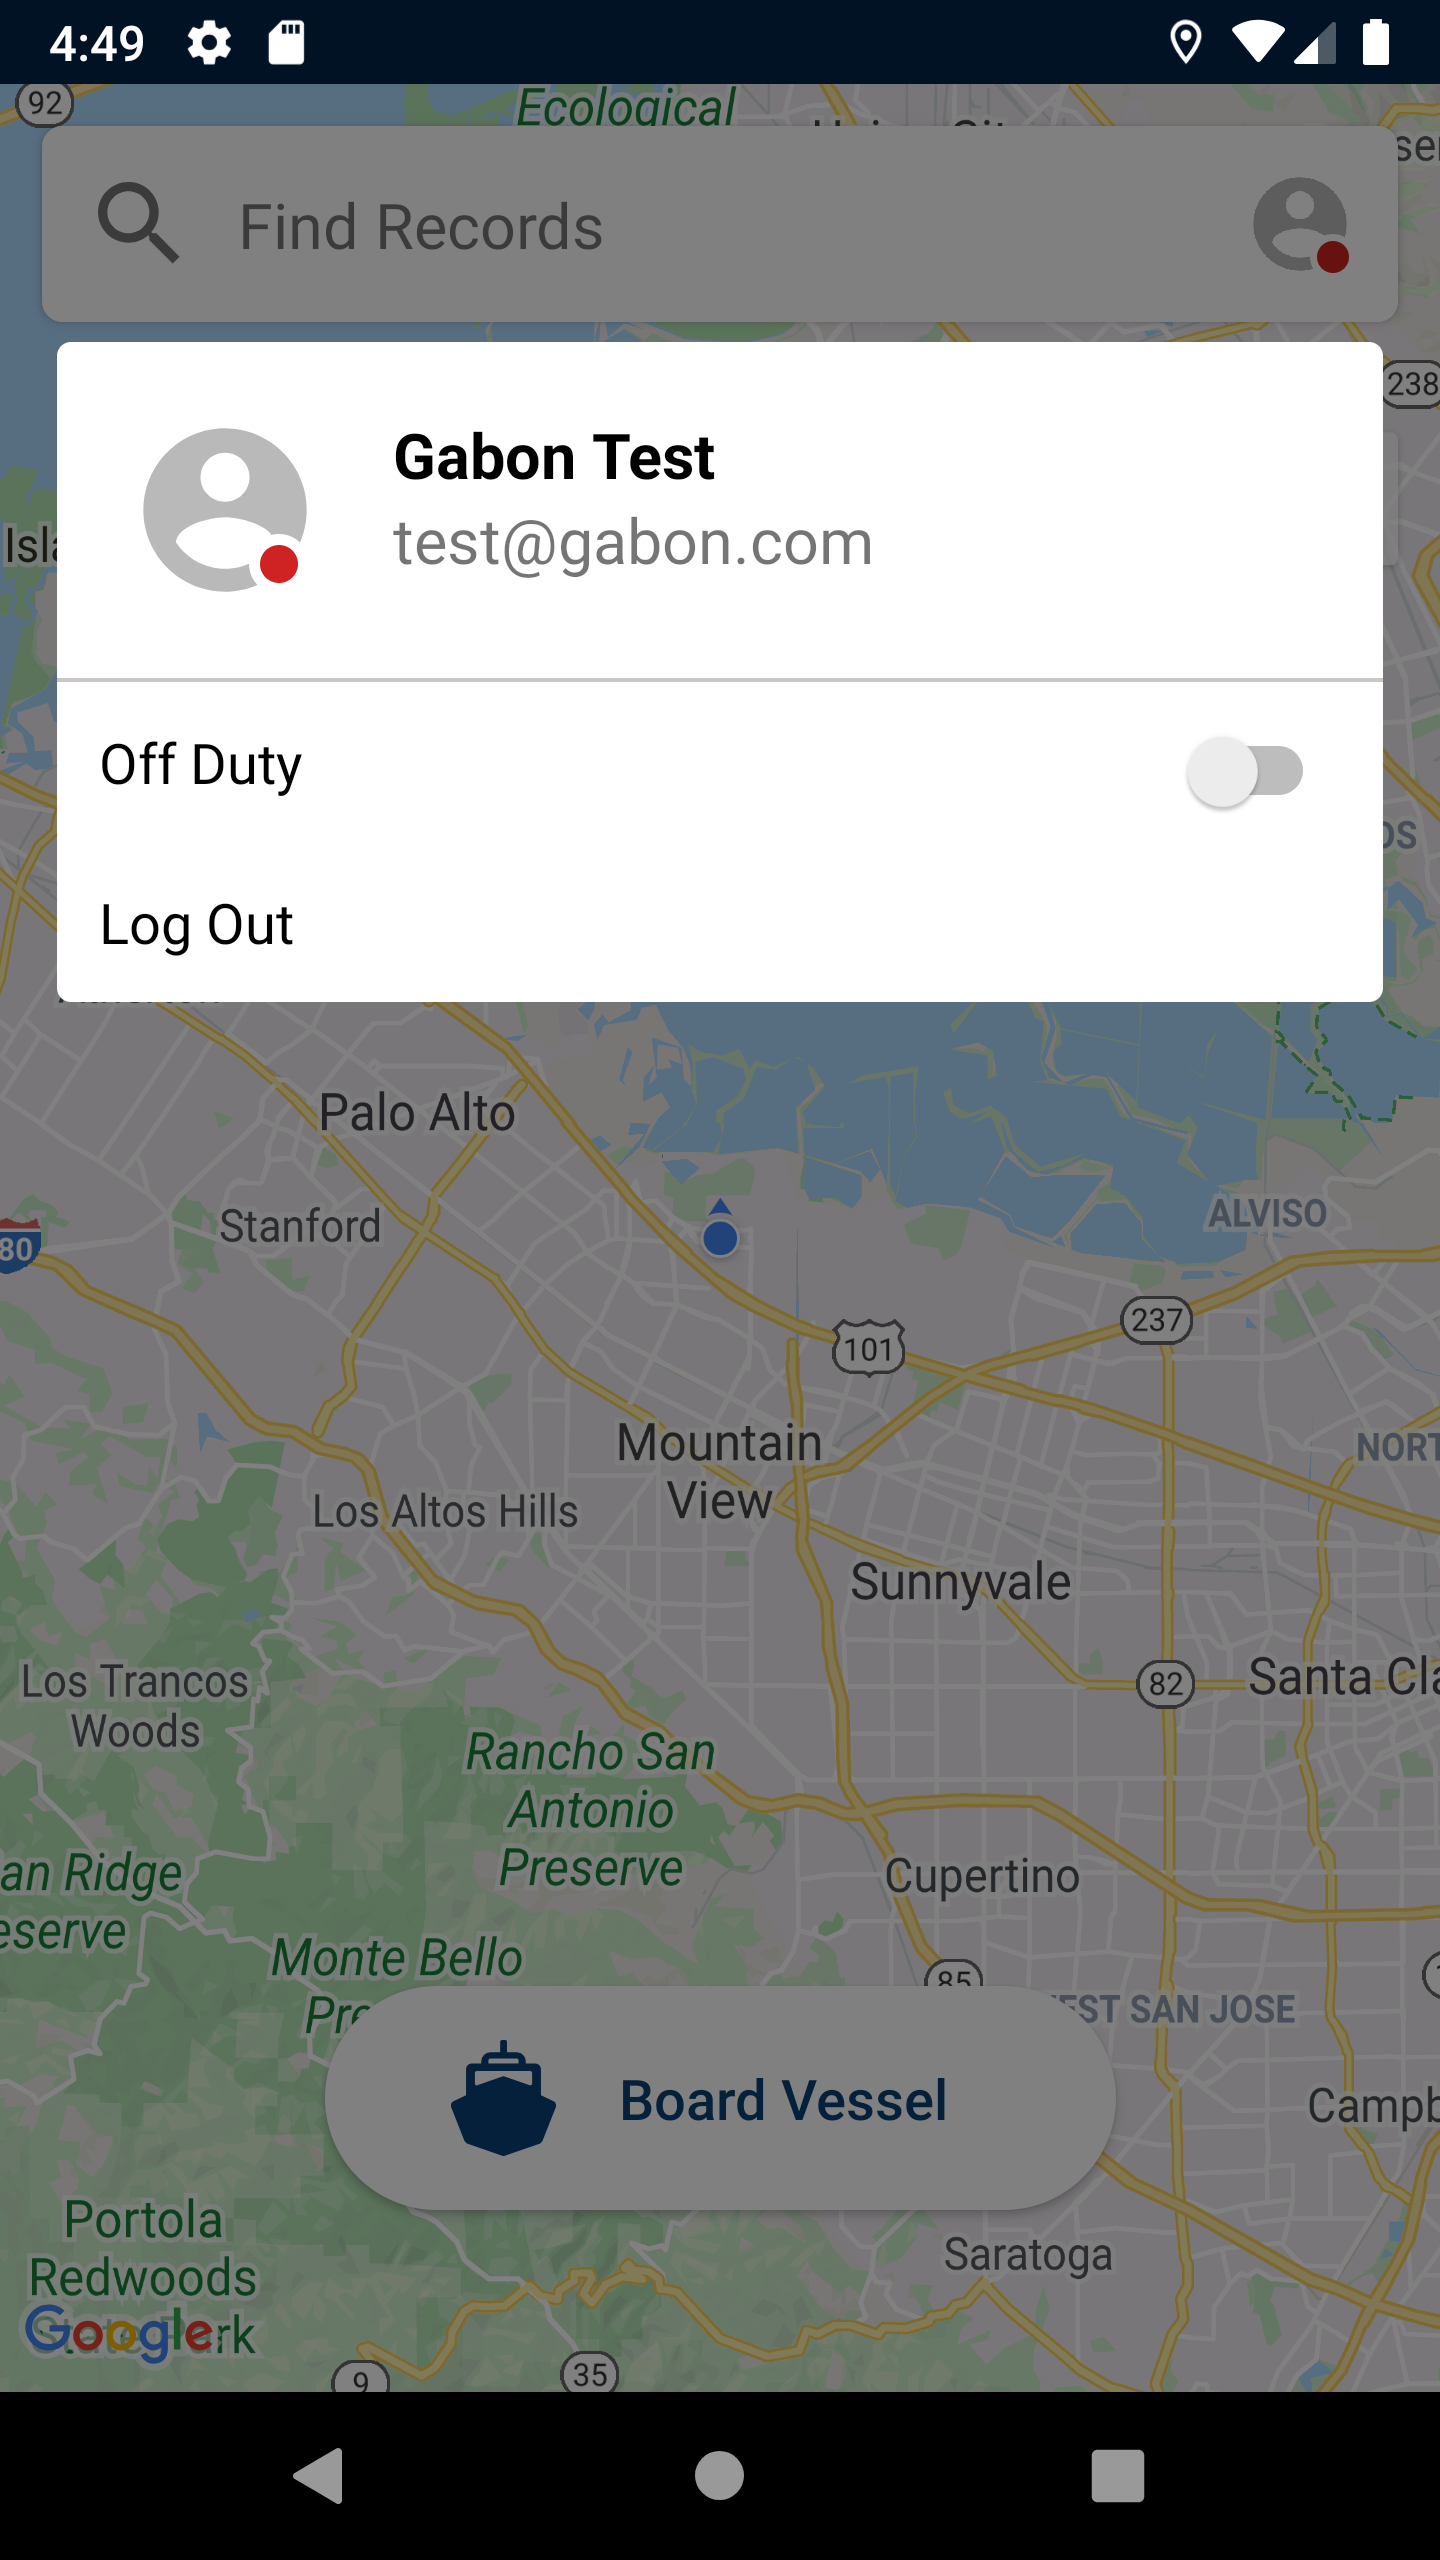 4:49
92
Ecological
Find Records
238
Gabon Test
test@gabon.com
Off Duty
Log Out
Palo Alto
Stanford
ALVISO
80
237
101
Mountain
View
NORT
Los Altos Hills
Sunnyvale
Los Trancos
Woods
82
Santa Cla
Rancho San
Antonio
Preserve
an Ridge
eserve
Cupertino
Monte Bello
Pre
85
EST SAN JOSE
Board Vessel
Campb
Portola
Redwoods
Saratoga
Google
rk
9
35